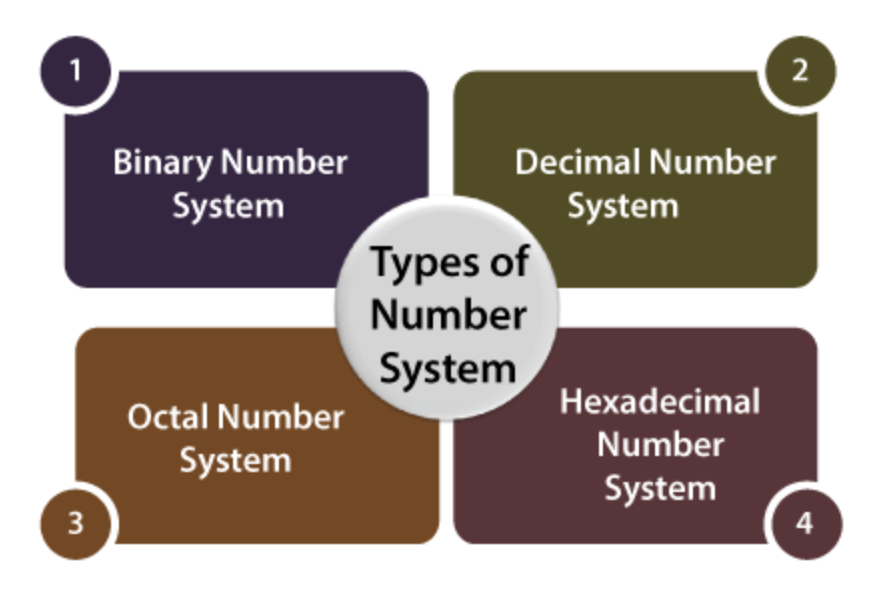 1
Binary Number
System
2
Decimal Number
System
Types of
Number
System
3
Octal Number
System
4
Hexadecimal
Number
System